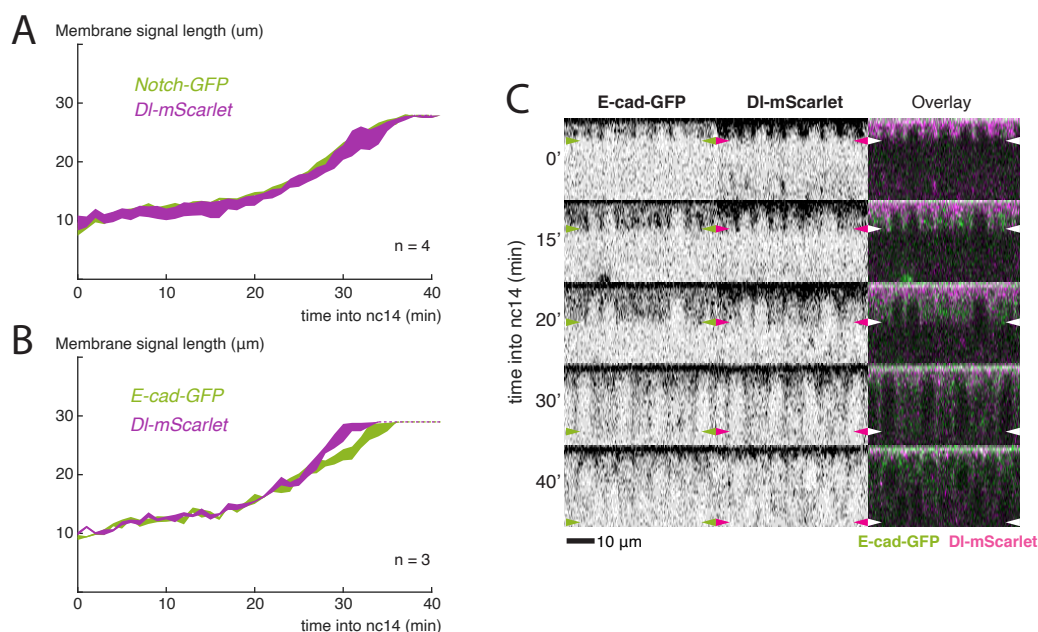 A
Membrane signal length (um)
30
20
10
Notch-GFP
Dl-mScarlet
n = 4
0 10 20 30 40
time into nc14 (min)
B
Membrane signal length (µm)
30
20
10
E-cad-GFP
Dl-mScarlet
n = 3
0 10 20 30 40
time into nc14 (min)
C
E-cad-GFP Dl-mScarlet Overlay
time into nc14 (min)
0'
15'
20'
30'
40'
10 µm
E-cad-GFP Dl-mScarlet